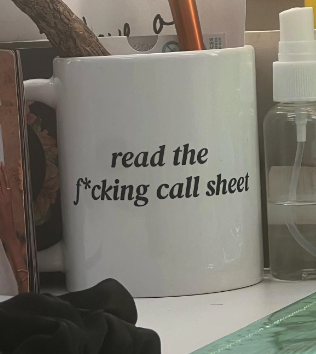 read the
f*cking call sheet